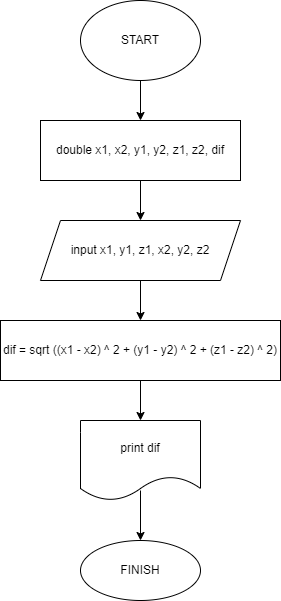 START
double x1, x2, y1, y2, z1, z2, dif
input x1, y1, z1, x2, y2, z2
dif = sqrt ((x1 - x2) ^ 2 + (y1 - y2) ^ 2 + (z1 - z2) ^ 2)
print dif
FINISH